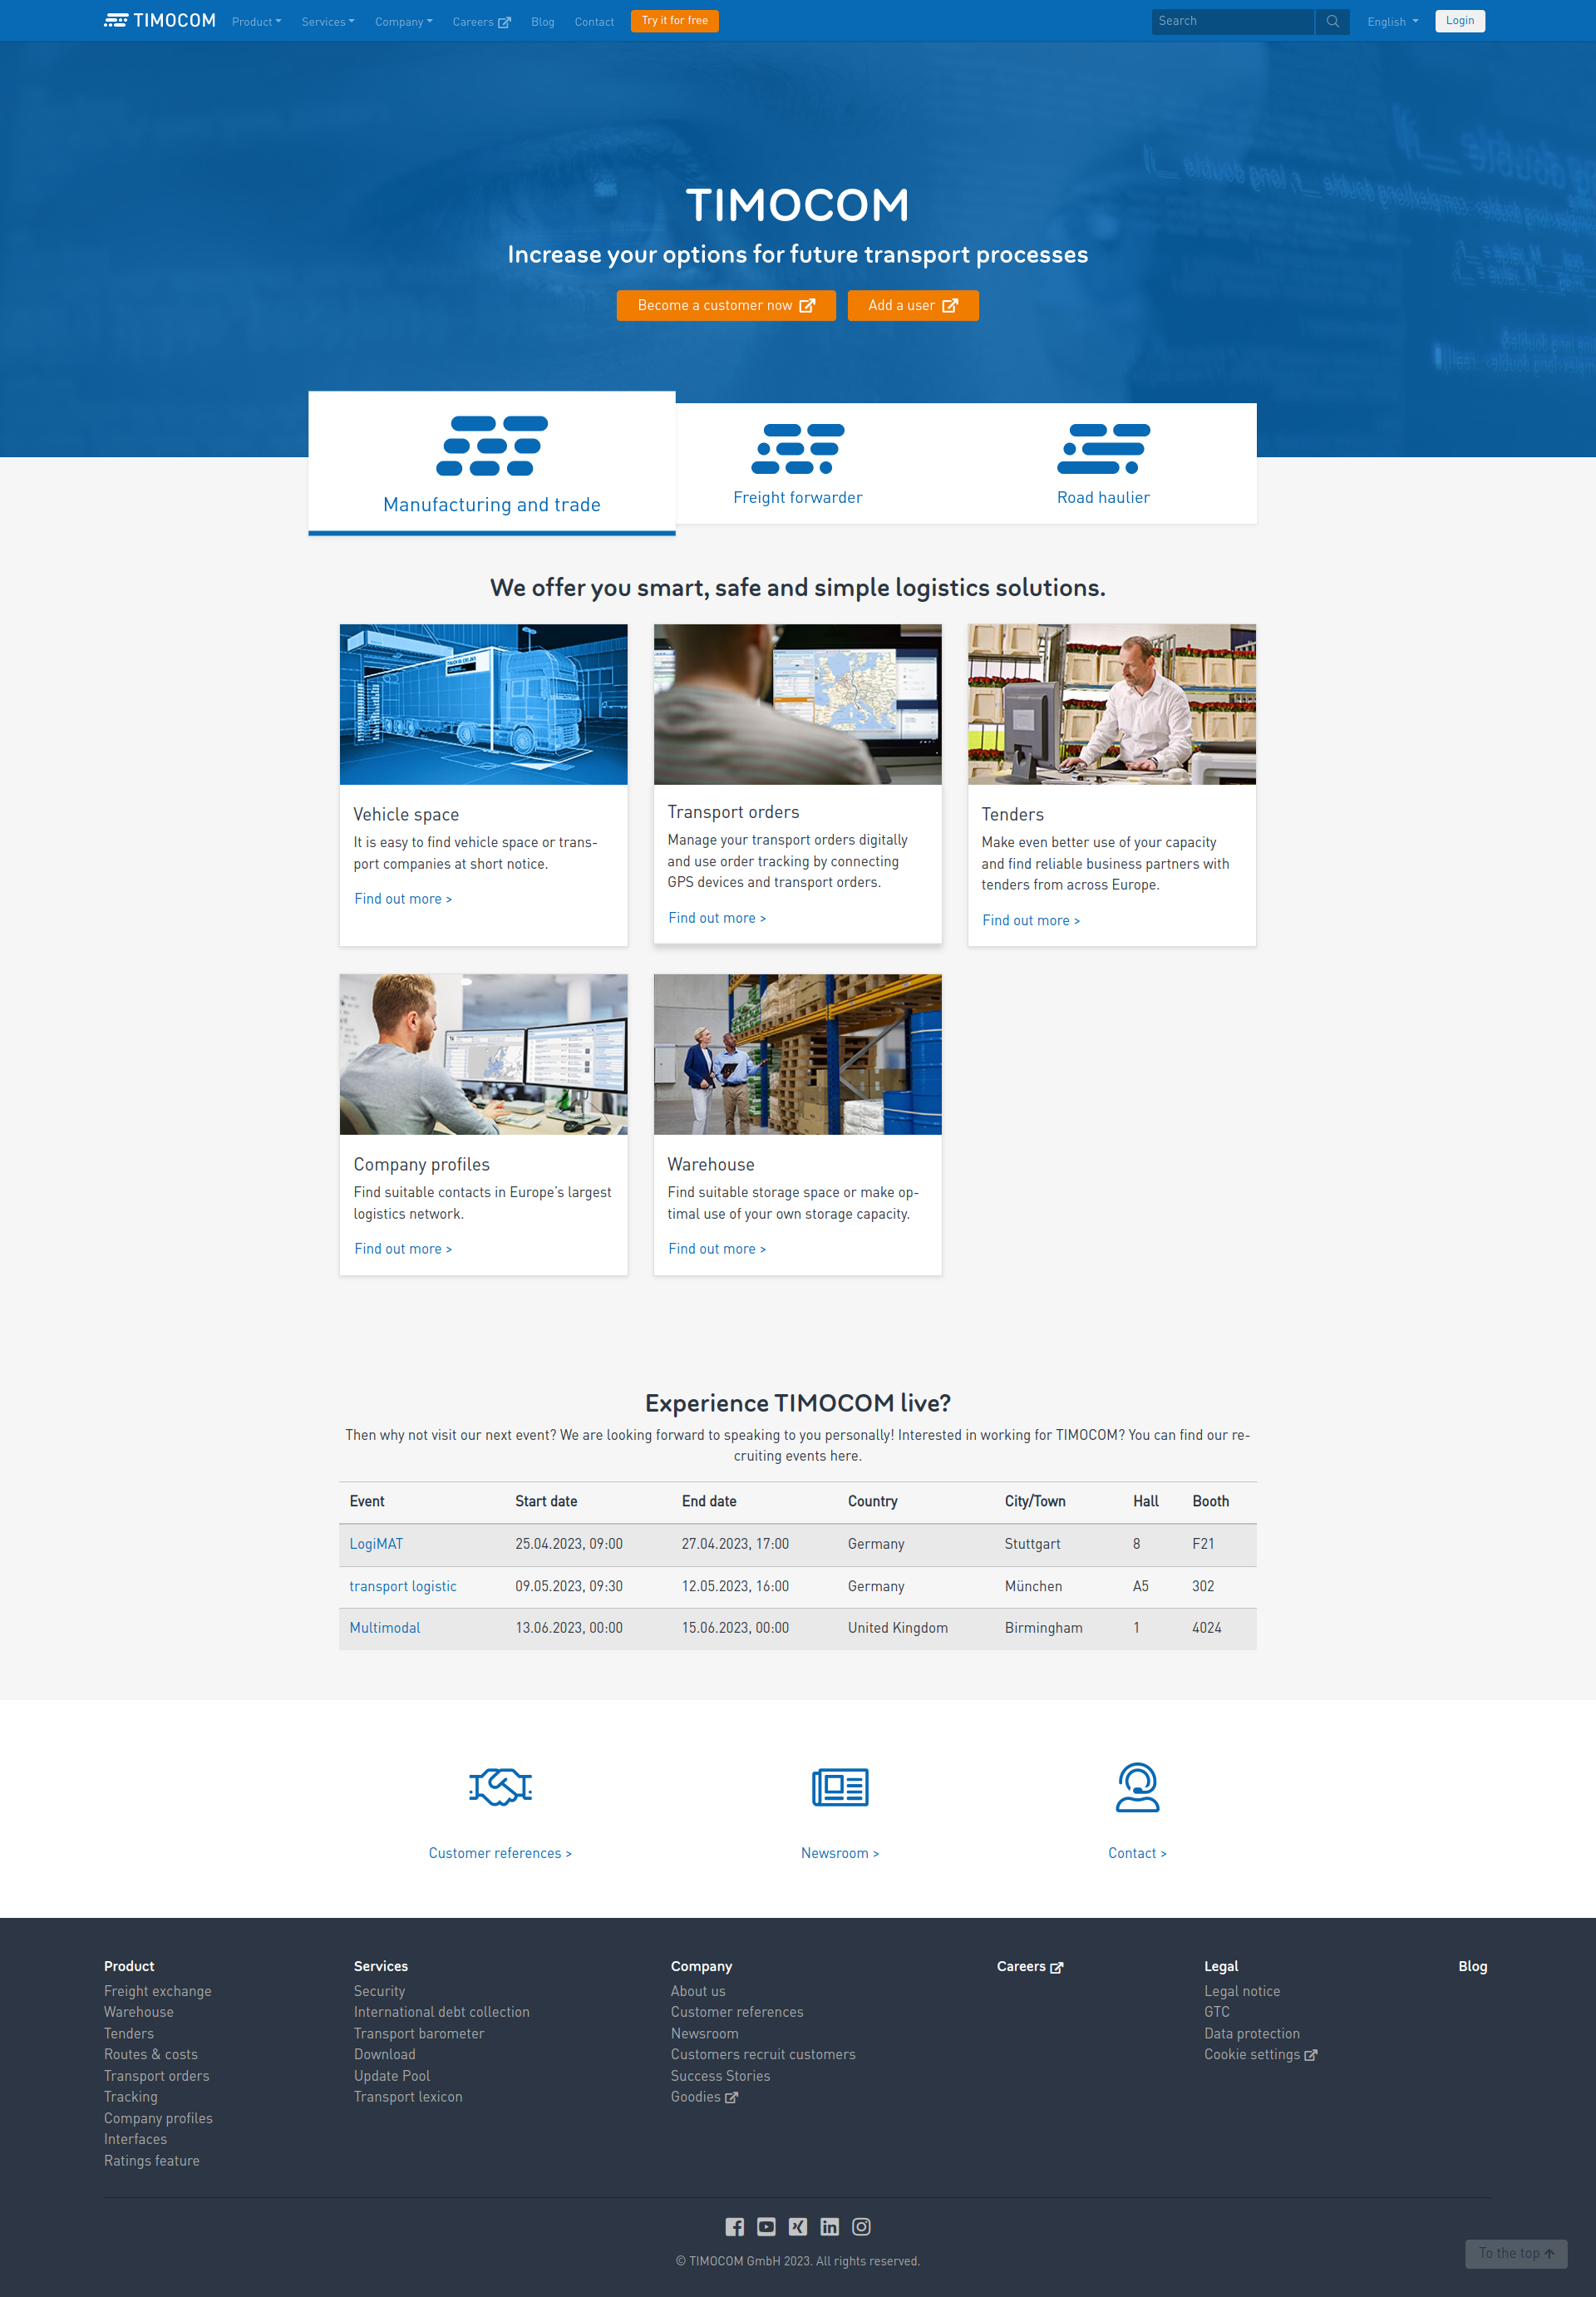 TIMOCOM
Product
Services
Company
Careers
Blog
Contact
Try it for free
Search
English
Login
TIMOCOM
Increase your options for future transport processes
Become a customer now
Add a user
Manufacturing and trade
Freight forwarder
Road haulier
We offer you smart, safe and simple logistics solutions.
Vehicle space
It is easy to find vehicle space or trans-
port companies at short notice.
Find out more >
Transport orders
Manage your transport orders digitally
and use order tracking by connecting
GPS devices and transport orders.
Find out more >
Tenders
Make even better use of your capacity
and find reliable business partners with
tenders from across Europe.
Find out more >
Company profiles
Find suitable contacts in Europe's largest
logistics network.
Find out more >
Warehouse
Find suitable storage space or make op-
timal use of your own storage capacity.
Find out more >
Experience TIMOCOM live?
Then why not visit our next event? We are looking forward to speaking to you personally! Interested in working for TIMOCOM? You can find our re-
cruiting events here.
Event Start date End date Country City/Town Hall Booth
LogiMAT 25.04.2023, 09:00 27.04.2023, 17:00 Germany Stuttgart 8 F21
transport logistic 09.05.2023, 09:30 12.05.2023, 16:00 Germany München A5 302
Multimodal 13.06.2023, 00:00 15.06.2023, 00:00 United Kingdom Birmingham 1 4024
Customer references >
Newsroom >
Contact >
Product
Freight exchange
Warehouse
Tenders
Routes & costs
Transport orders
Tracking
Company profiles
Interfaces
Ratings feature
Services
Security
International debt collection
Transport barometer
Download
Update Pool
Transport lexicon
Company
About us
Customer references
Newsroom
Customers recruit customers
Success Stories
Goodies
Careers
Legal
Legal notice
GTC
Data protection
Cookie settings
Blog
© TIMOCOM GmbH 2023. All rights reserved.
To the top